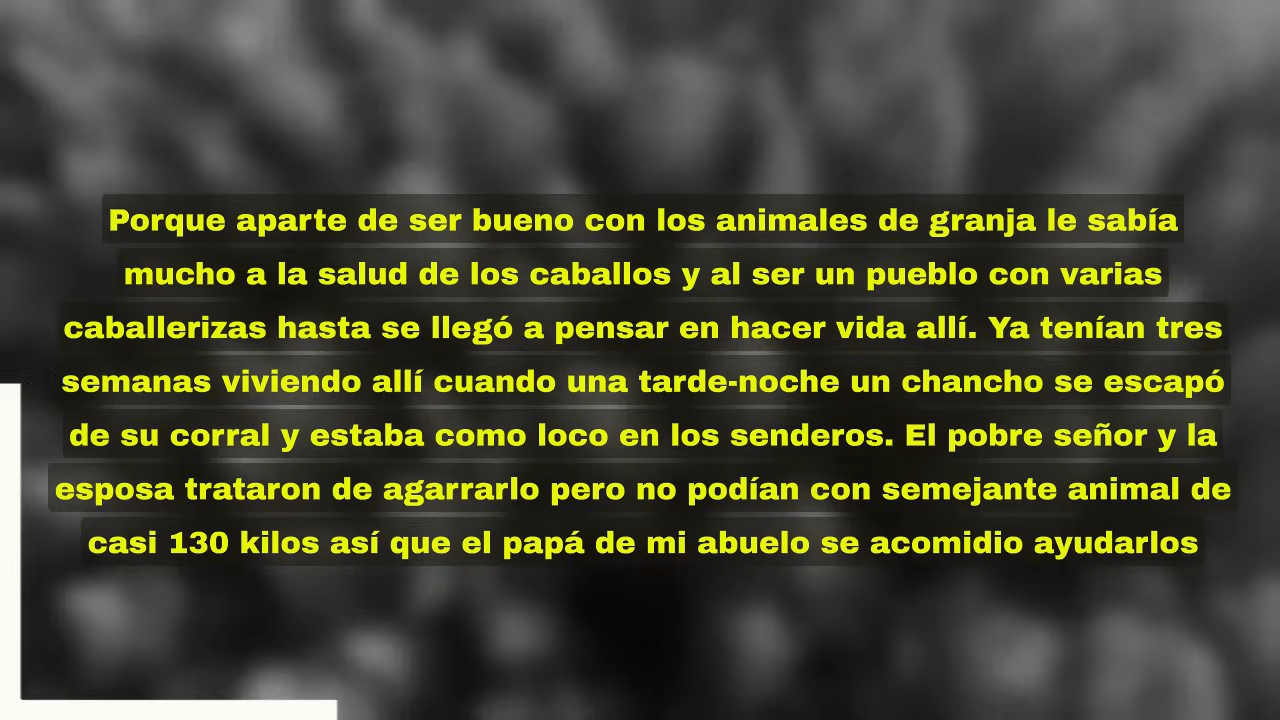 Porque aparte de ser bueno con los animales de granja le sabía
mucho a la salud de los caballos y al ser un pueblo con varias
caballerizas hasta se llegó a pensar en hacer vida allí. Ya tenían tres
semanas viviendo allí cuando una tarde-noche un chancho se escapó
de su corral y estaba como loco en los senderos. El pobre señor y la
esposa trataron de agarrarlo pero no podían con semejante animal de
casi 130 kilos así que el papá de mi abuelo se acomidio ayudarlos